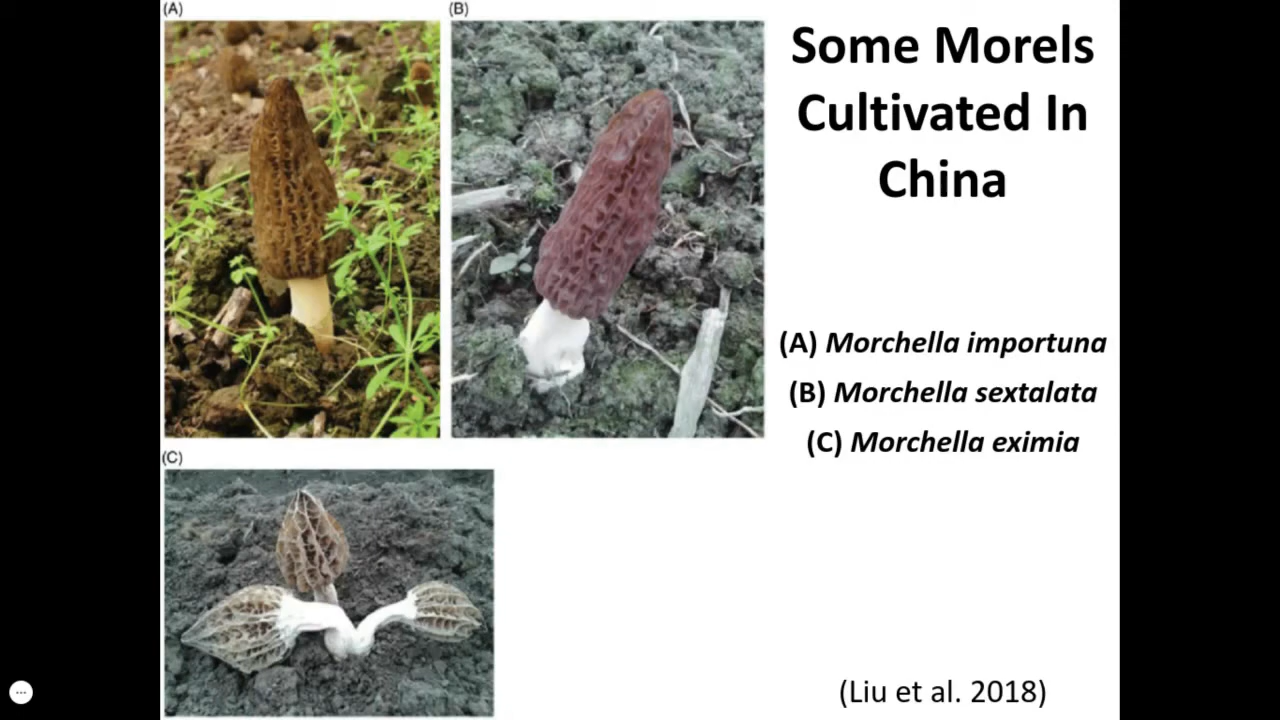 (A)
(B)
Some Morels
Cultivated In
China
(A) Morchella importuna
(B) Morchella sextalata
(C) Morchella eximia
(C)
(Liu et al. 2018)